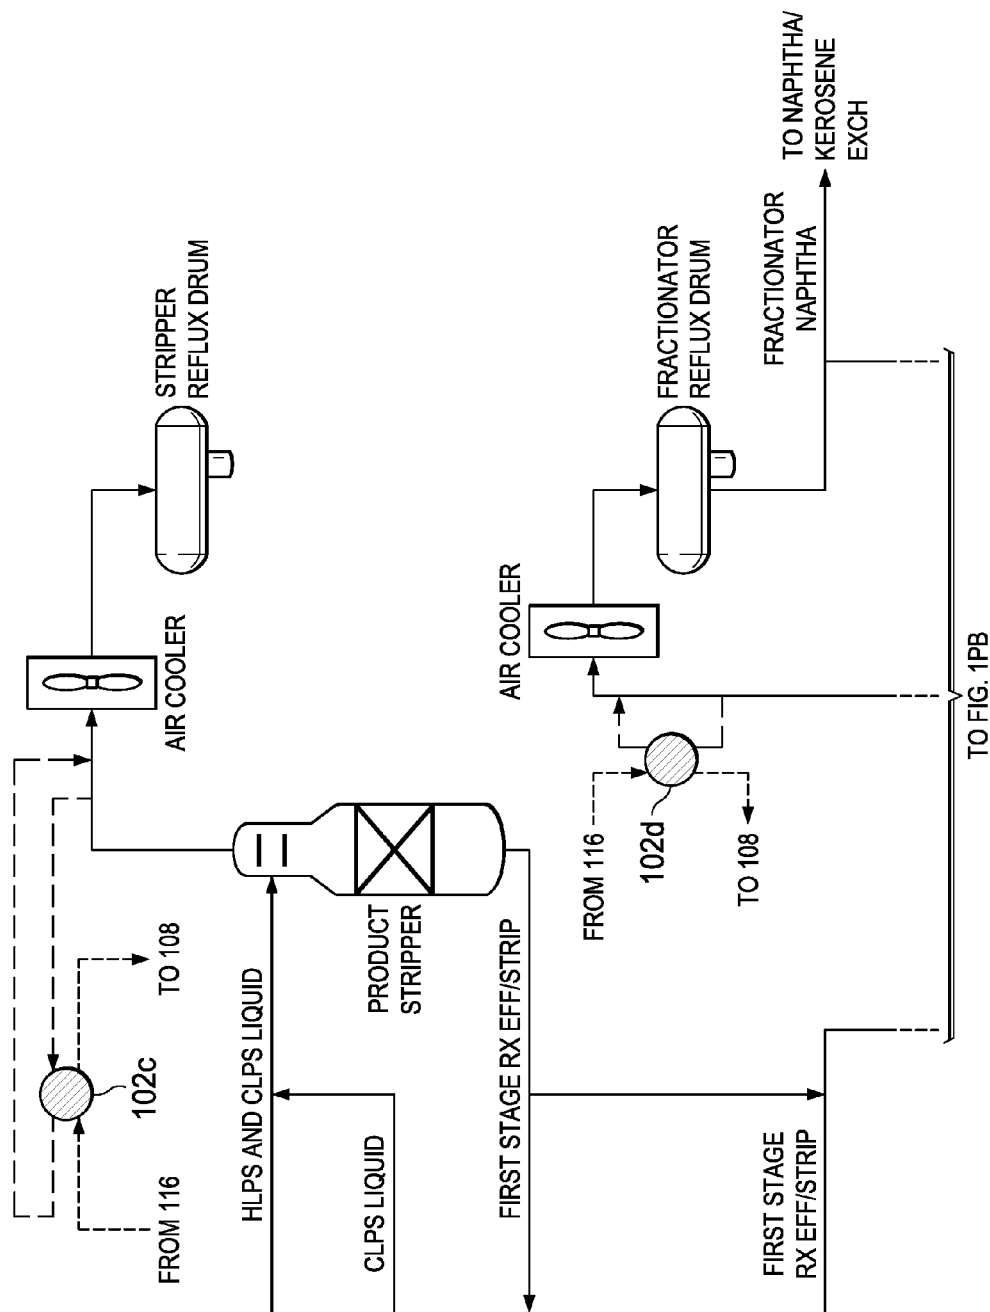 STRIPPER
REFLUX DRUM
AIR COOLER
TO 108
102c
FROM 116
PRODUCT
STRIPPER
HLPS AND CLPS LIQUID
CLPS LIQUID
FIRST STAGE RX EFF/STRIP
TO NAPHTHA/
KEROSENE
EXCH
FRACTIONATOR
NAPHTHA
FRACTIONATOR
REFLUX DRUM
AIR COOLER
FROM 116
102d
TO 108
FIRST STAGE
RX EFF/STRIP
TO FIG. 1PB